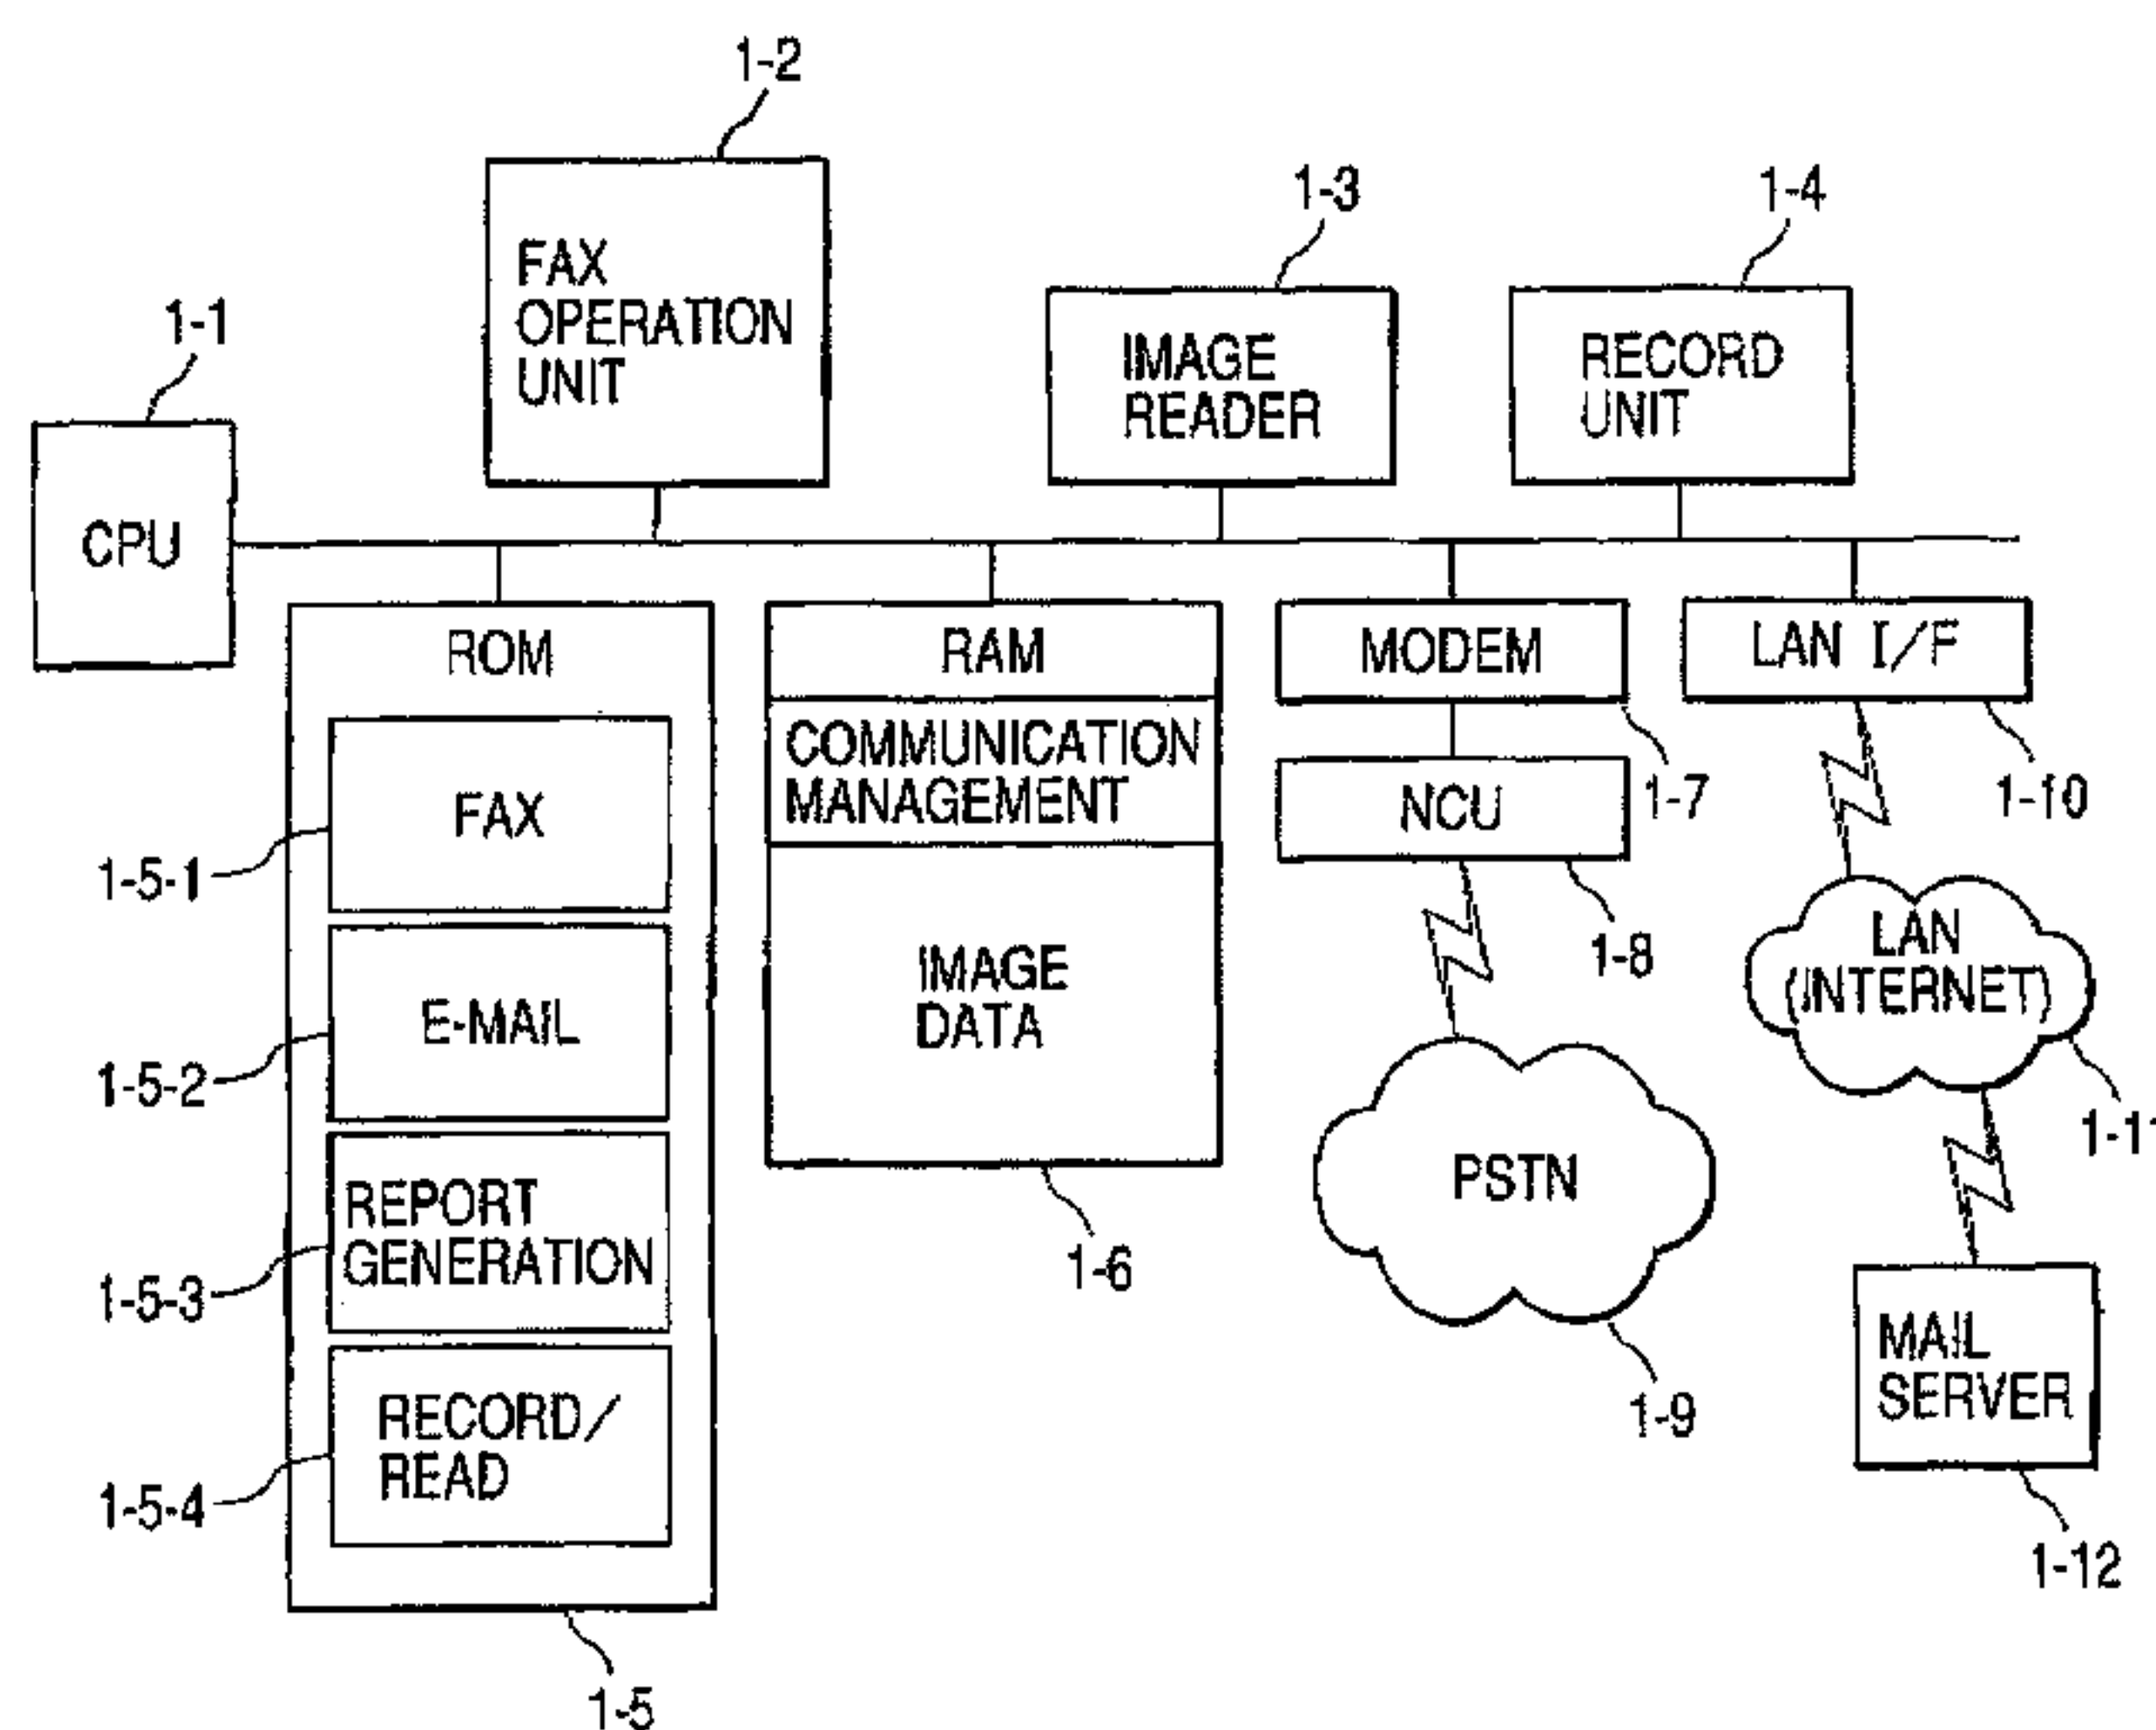 1-2
1-3
1-4
1-1
FAX
OPERATION
UNIT
IMAGE
READER
RECORD
UNIT
CPU
ROM
RAM
MODEM
LAN I/F
COMMUNICATION
MANAGEMENT
1-7
1-10
FAX
NCU
1-5-1
1-8
LAN
(INTERNET)
IMAGE
DATA
E-MAIL
1-5-2
1-11
PSTN
REPORT
GENERATION
1-5-3
1-6
MAIL
SERVER
1-9
RECORD/
READ
1-5-4
1-12
1-5